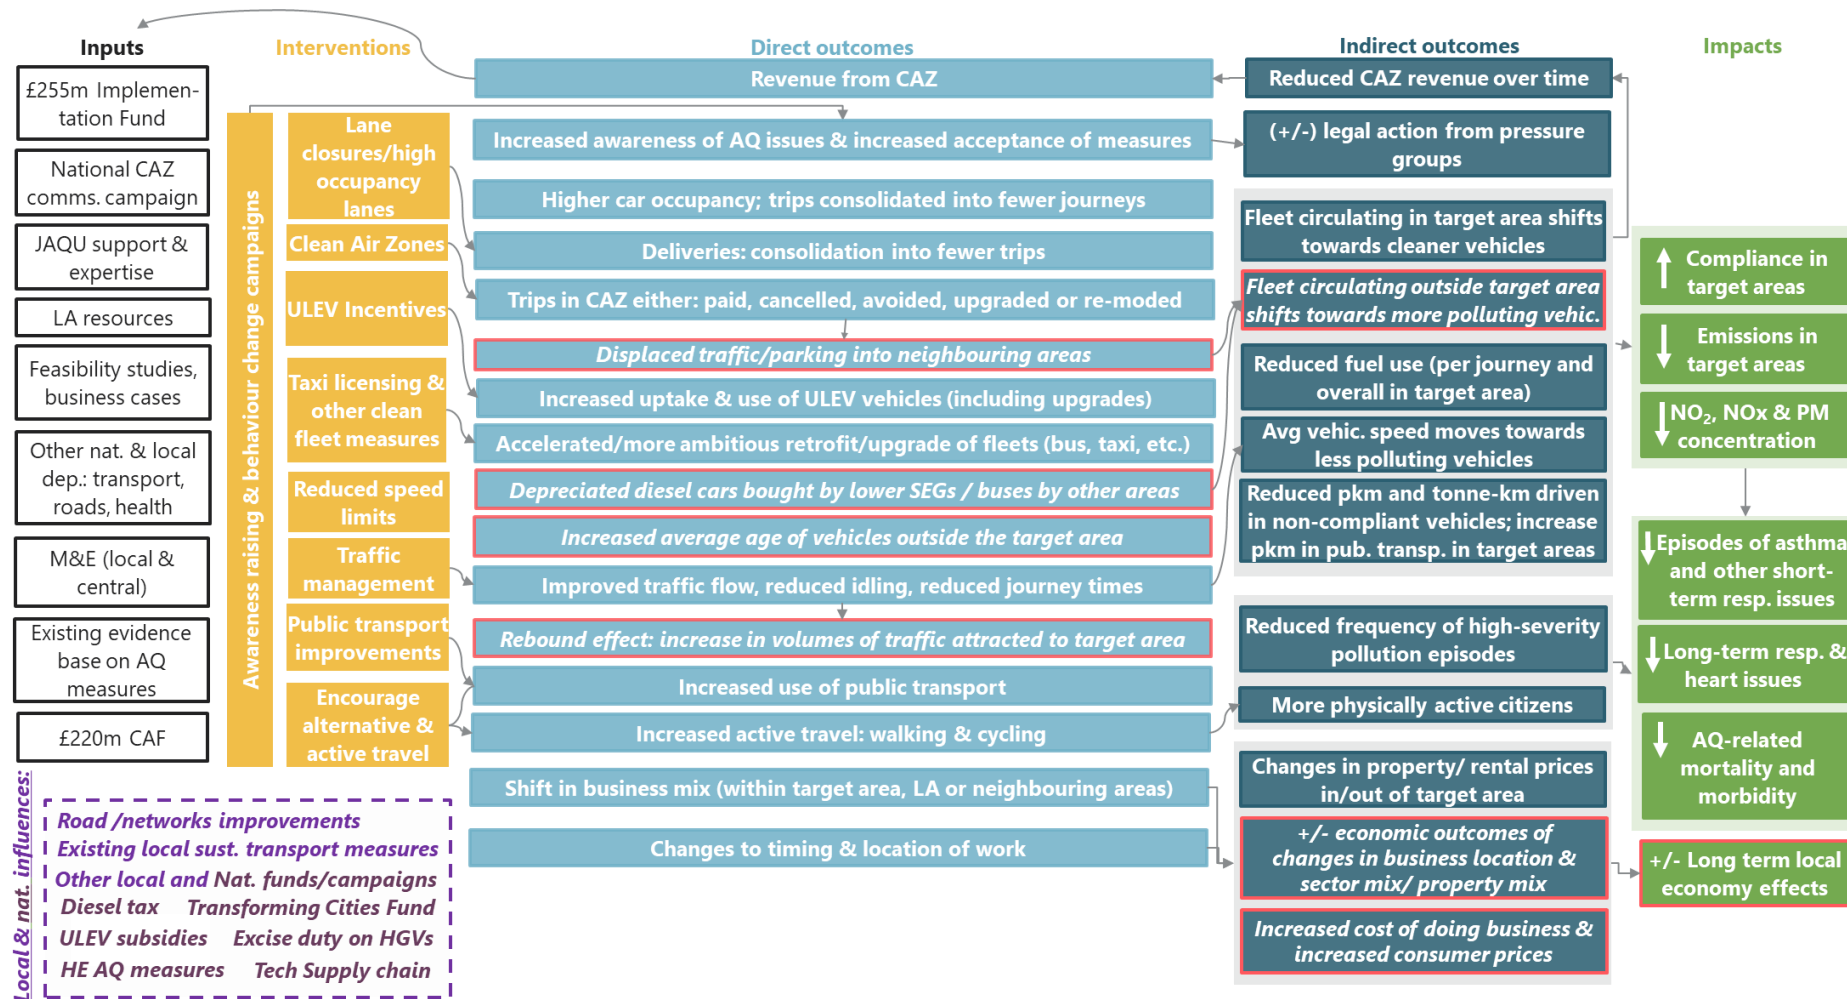 Inputs
£255m Implemen-
tation Fund
National CAZ
comms. campaign
JAQU support &
expertise
LA resources
Feasibility studies,
business cases
Other nat. & local
dep.: transport,
roads, health
M&E (local &
central)
Existing evidence
base on AQ
measures
£220m CAF
Local & nat. influences:
Road /networks improvements
Existing local sust. transport measures
Other local and Nat. funds/campaigns
Diesel tax Transforming Cities Fund
ULEV subsidies Excise duty on HGVs
HE AQ measures Tech Supply chain
Interventions
Awareness raising & behaviour change campaigns
Lane
closures/high
occupancy
lanes
Clean Air Zones
ULEV Incentives
Taxi licensing &
other clean
fleet measures
Reduced speed
limits
Traffic
management
Public transport
improvements
Encourage
alternative &
active travel
Direct outcomes
Revenue from CAZ
Increased awareness of AQ issues & increased acceptance of measures
Higher car occupancy; trips consolidated into fewer journeys
Deliveries: consolidation into fewer trips
Trips in CAZ either: paid, cancelled, avoided, upgraded or re-moded
Displaced traffic/parking into neighbouring areas
Increased uptake & use of ULEV vehicles (including upgrades)
Accelerated/more ambitious retrofit/upgrade of fleets (bus, taxi, etc.)
Depreciated diesel cars bought by lower SEGs / buses by other areas
Increased average age of vehicles outside the target area
Improved traffic flow, reduced idling, reduced journey times
Rebound effect: increase in volumes of traffic attracted to target area
Increased use of public transport
Increased active travel: walking & cycling
Shift in business mix (within target area, LA or neighbouring areas)
Changes to timing & location of work
Indirect outcomes
Reduced CAZ revenue over time
(+/-) legal action from pressure
groups
Fleet circulating in target area shifts
towards cleaner vehicles
Fleet circulating outside target area
shifts towards more polluting vehic.
Reduced fuel use (per journey and
overall in target area)
Avg vehic. speed moves towards
less polluting vehicles
Reduced pkm and tonne-km driven
in non-compliant vehicles; increase
pkm in pub. transp. in target areas
Reduced frequency of high-severity
pollution episodes
More physically active citizens
Changes in property/ rental prices
in/out of target area
+/- economic outcomes of
changes in business location &
sector mix/ property mix
Increased cost of doing business &
increased consumer prices
Impacts
Compliance in
target areas
Emissions in
target areas
NO₂, NOx & PM
concentration
Episodes of asthma
and other short-
term resp. issues
Long-term resp. &
heart issues
AQ-related
mortality and
morbidity
+/- Long term local
economy effects